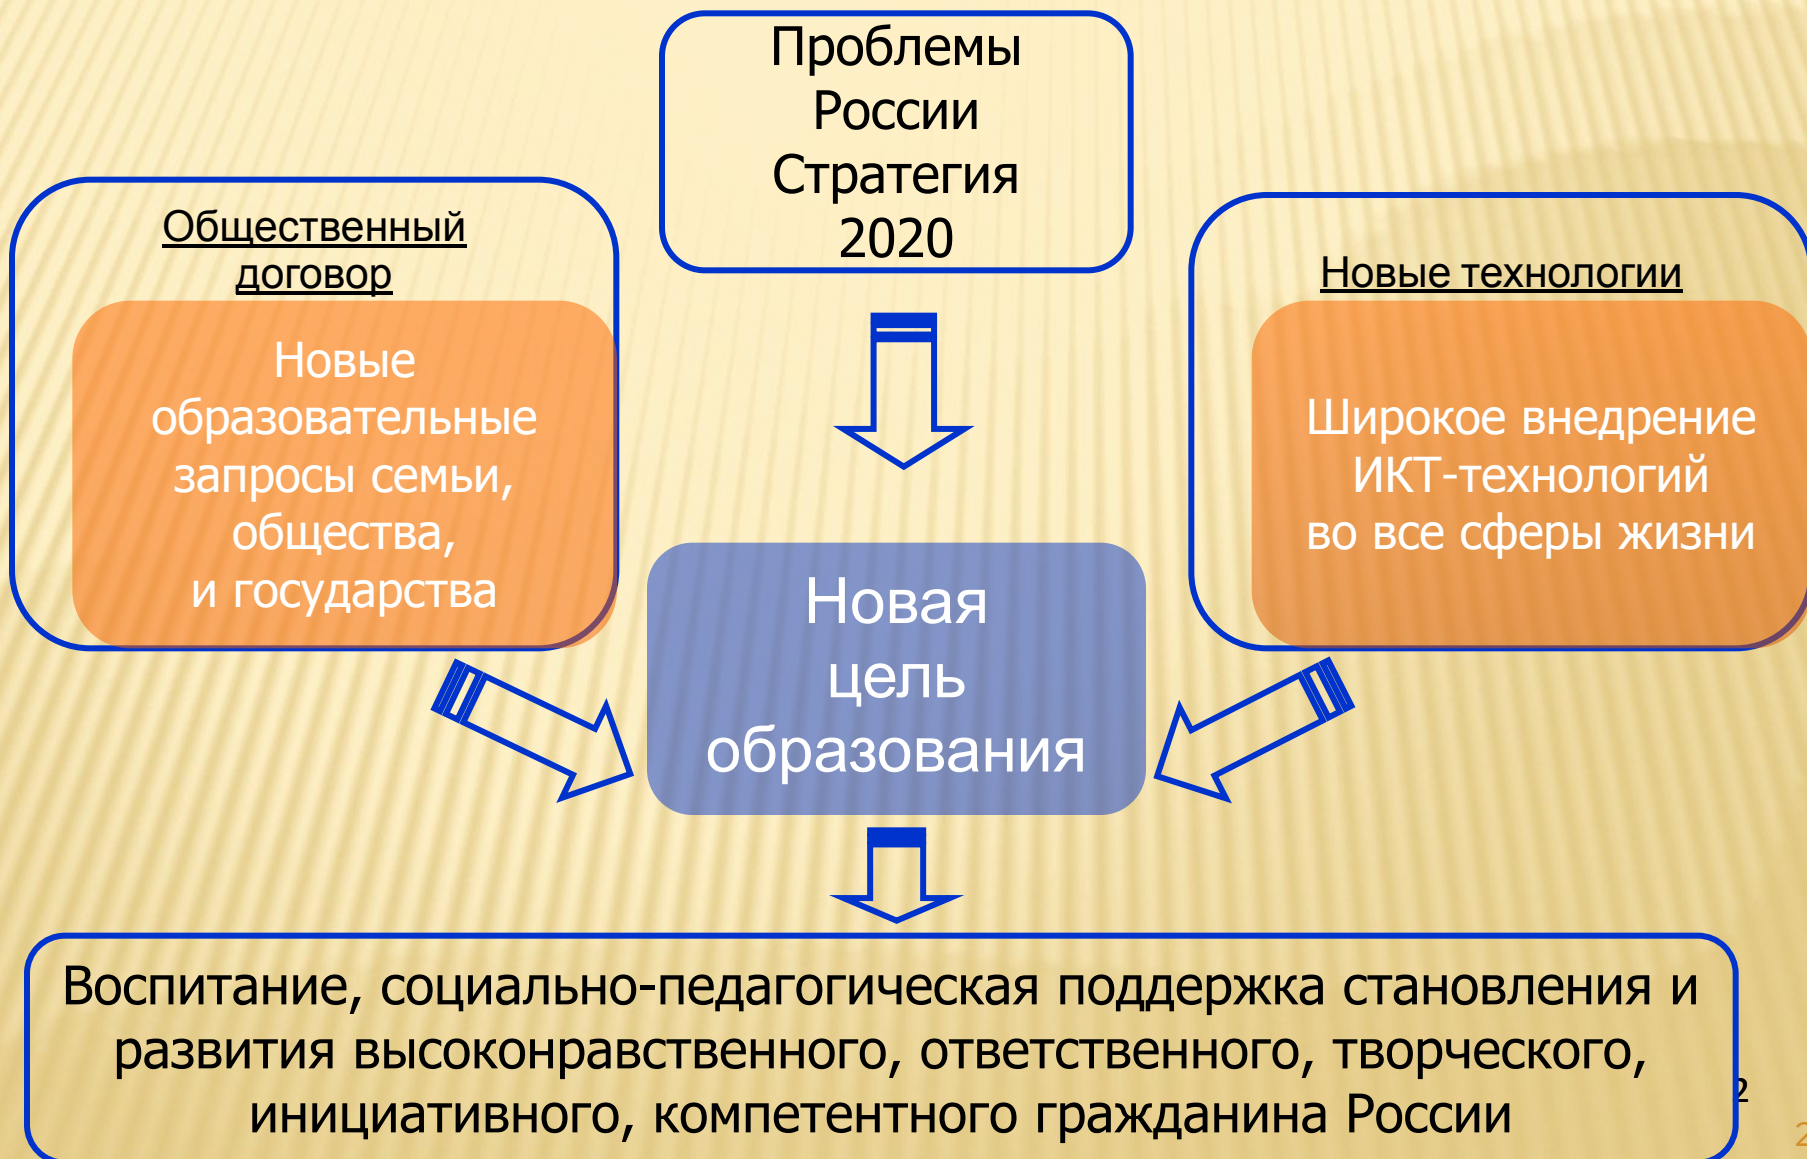 Проблемы
России
Стратегия
2020
Общественный
договор
Новые
образовательные
запросы семьи,
общества,
и государства
Новые технологии
Широкое внедрение
ИКТ-технологий
во все сферы жизни
Новая
цель
образования
Воспитание, социально-педагогическая поддержка становления и
развития высоконравственного, ответственного, творческого,
инициативного, компетентного гражданина России
2
2